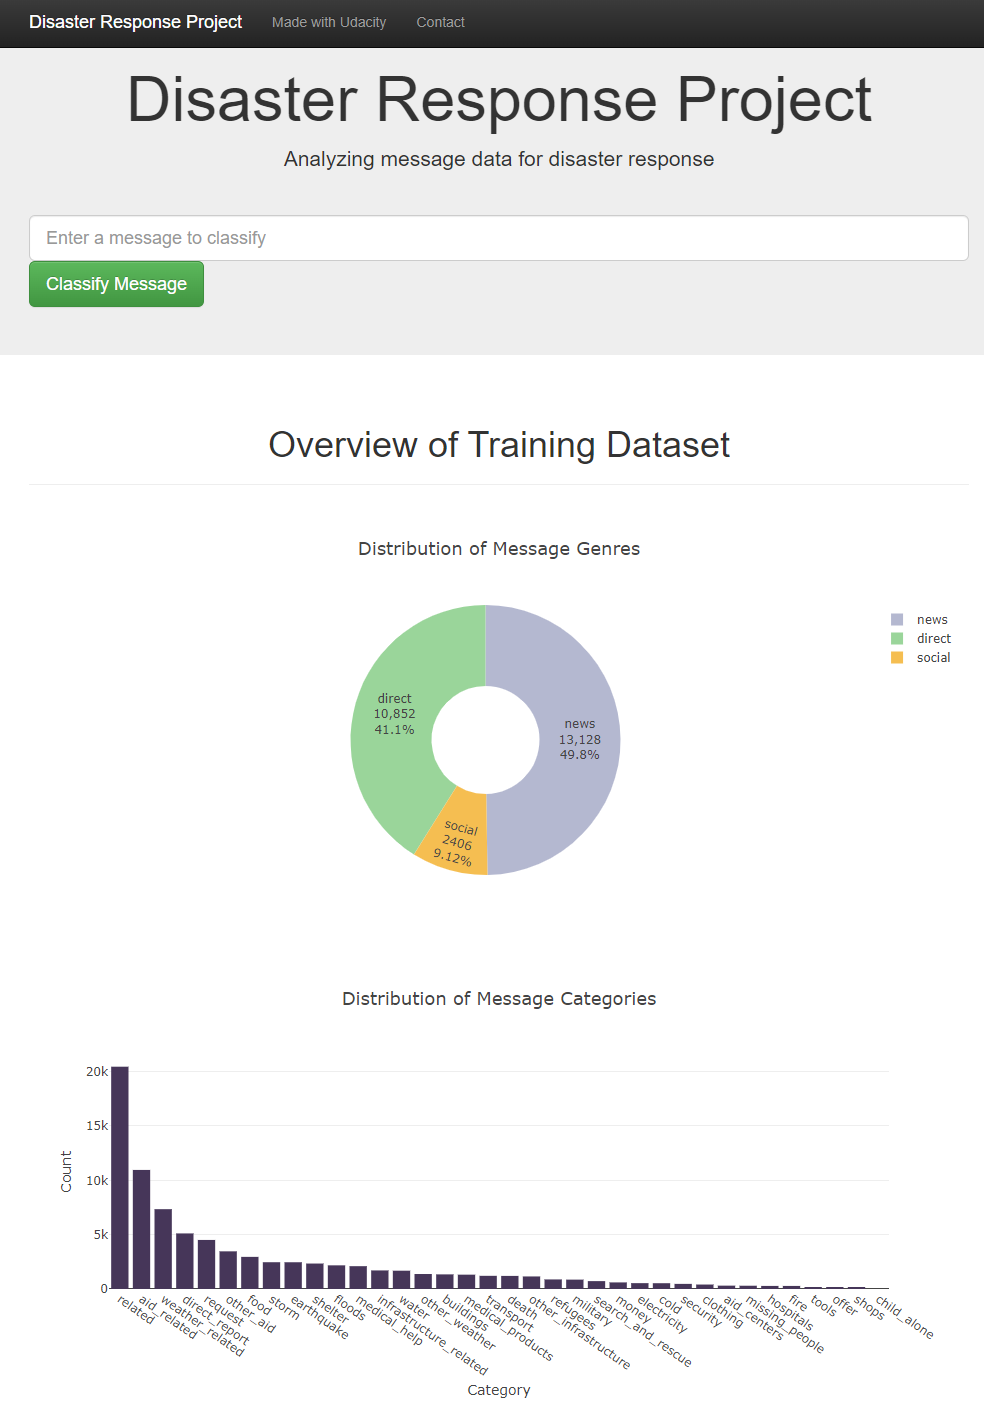 Disaster Response Project Made with Udacity Contact
Disaster Response Project
Analyzing message data for disaster response
Enter a message to classify
Classify Message
Overview of Training Dataset
Distribution of Message Genres
news
direct
social
direct
10,852
41.1%
news
13,128
49.8%
social
2406
9.12%
Distribution of Message Categories
Count
20k
15k
10k
5k
0
related
aid_related
weather_related
direct_report
request
other_aid
food
storm
earthquake
shelter
floods
medical_help
infrastructure_related
water
other_weather
buildings
medical_products
transport
death
other_infrastructure
refugees
military
search_and_rescue
money
electricity
cold
security
clothing
aid_centers
missing_people
hospitals
fire
tools
offer
shops
child_alone
Category